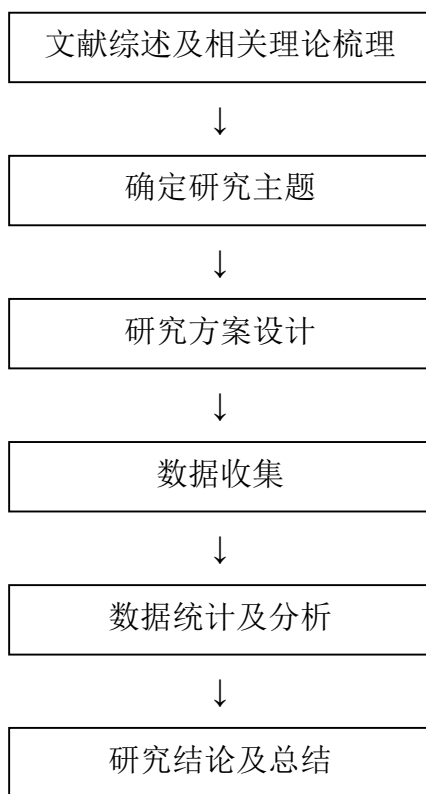 文献综述及相关理论梳理
↓
确定研究主题
↓
研究方案设计
↓
数据收集
↓
数据统计及分析
↓
研究结论及总结